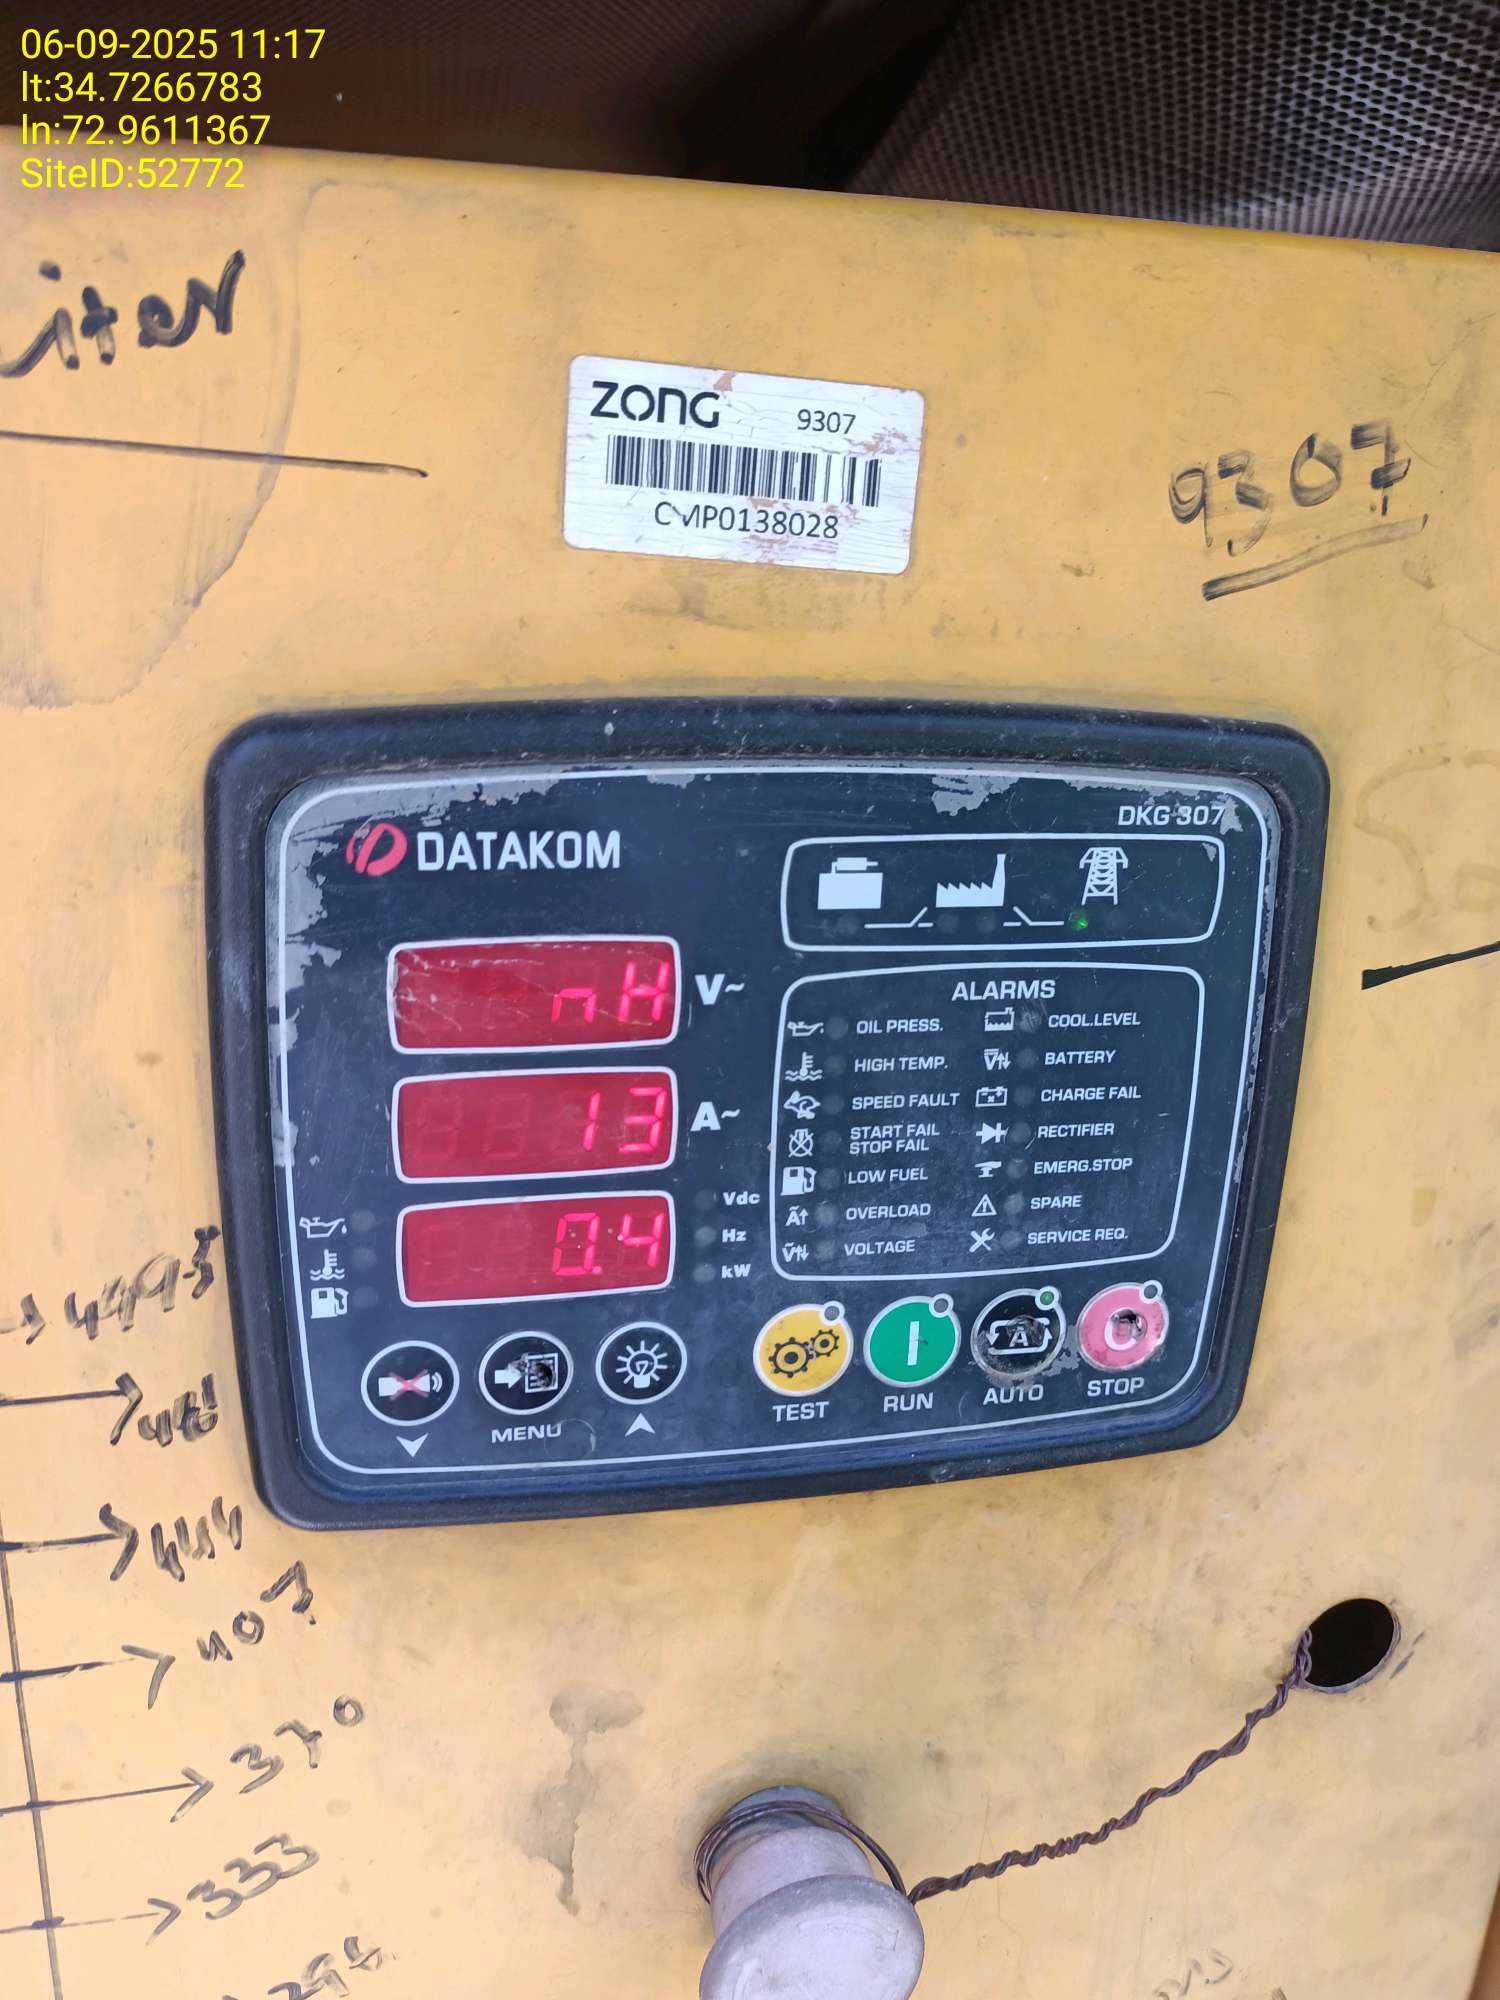 06-09-2025 11:17
lt:34.7266783
ln:72.9611367
SiteID:52772
iter
ZONG 9307
CMP0138028
9307
DKG 307
DATAKOM
nH V~
13 A~
0.4
Vdc
Hz
kW
ALARMS
OIL PRESS. COOL.LEVEL
HIGH TEMP. BATTERY
SPEED FAULT CHARGE FAIL
START FAIL
STOP FAIL RECTIFIER
LOW FUEL EMERG.STOP
OVERLOAD SPARE
VOLTAGE SERVICE REQ.
MENU
TEST RUN AUTO STOP
444
407
370
333
296